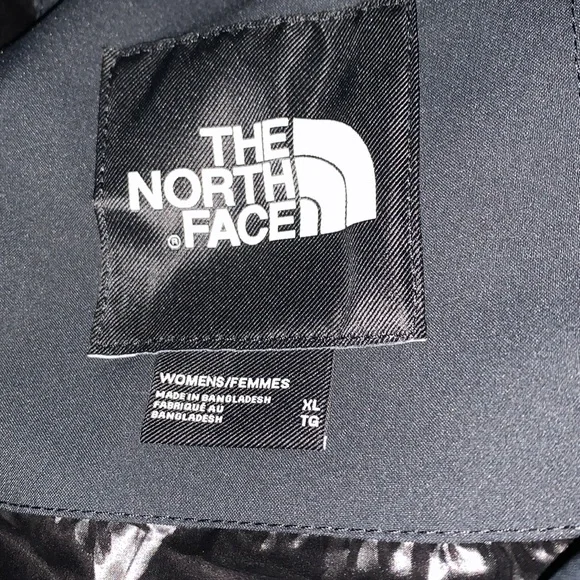 THE
NORTH
® FACE
WOMENS/FEMMES
MADE IN BANGLADESH XL
FABRIQUÉ AU TG
BANGLADESH